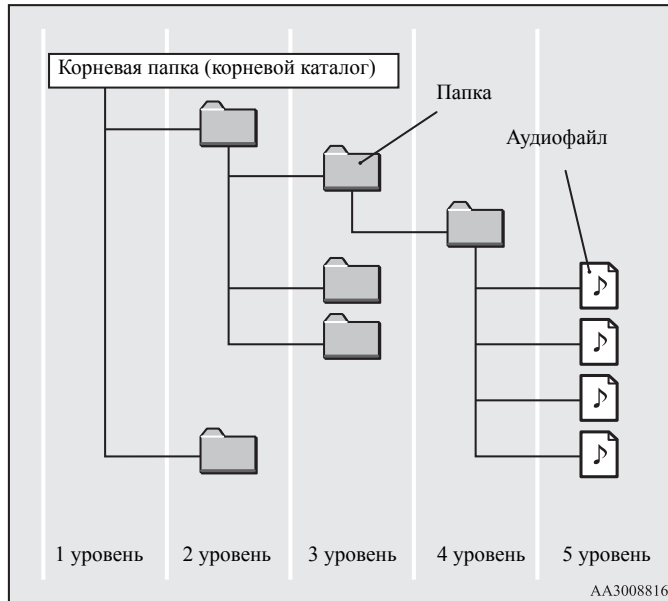 Корневая папка (корневой каталог)
Папка
Аудиофайл
1 уровень
2 уровень
3 уровень
4 уровень
5 уровень
AA3008816